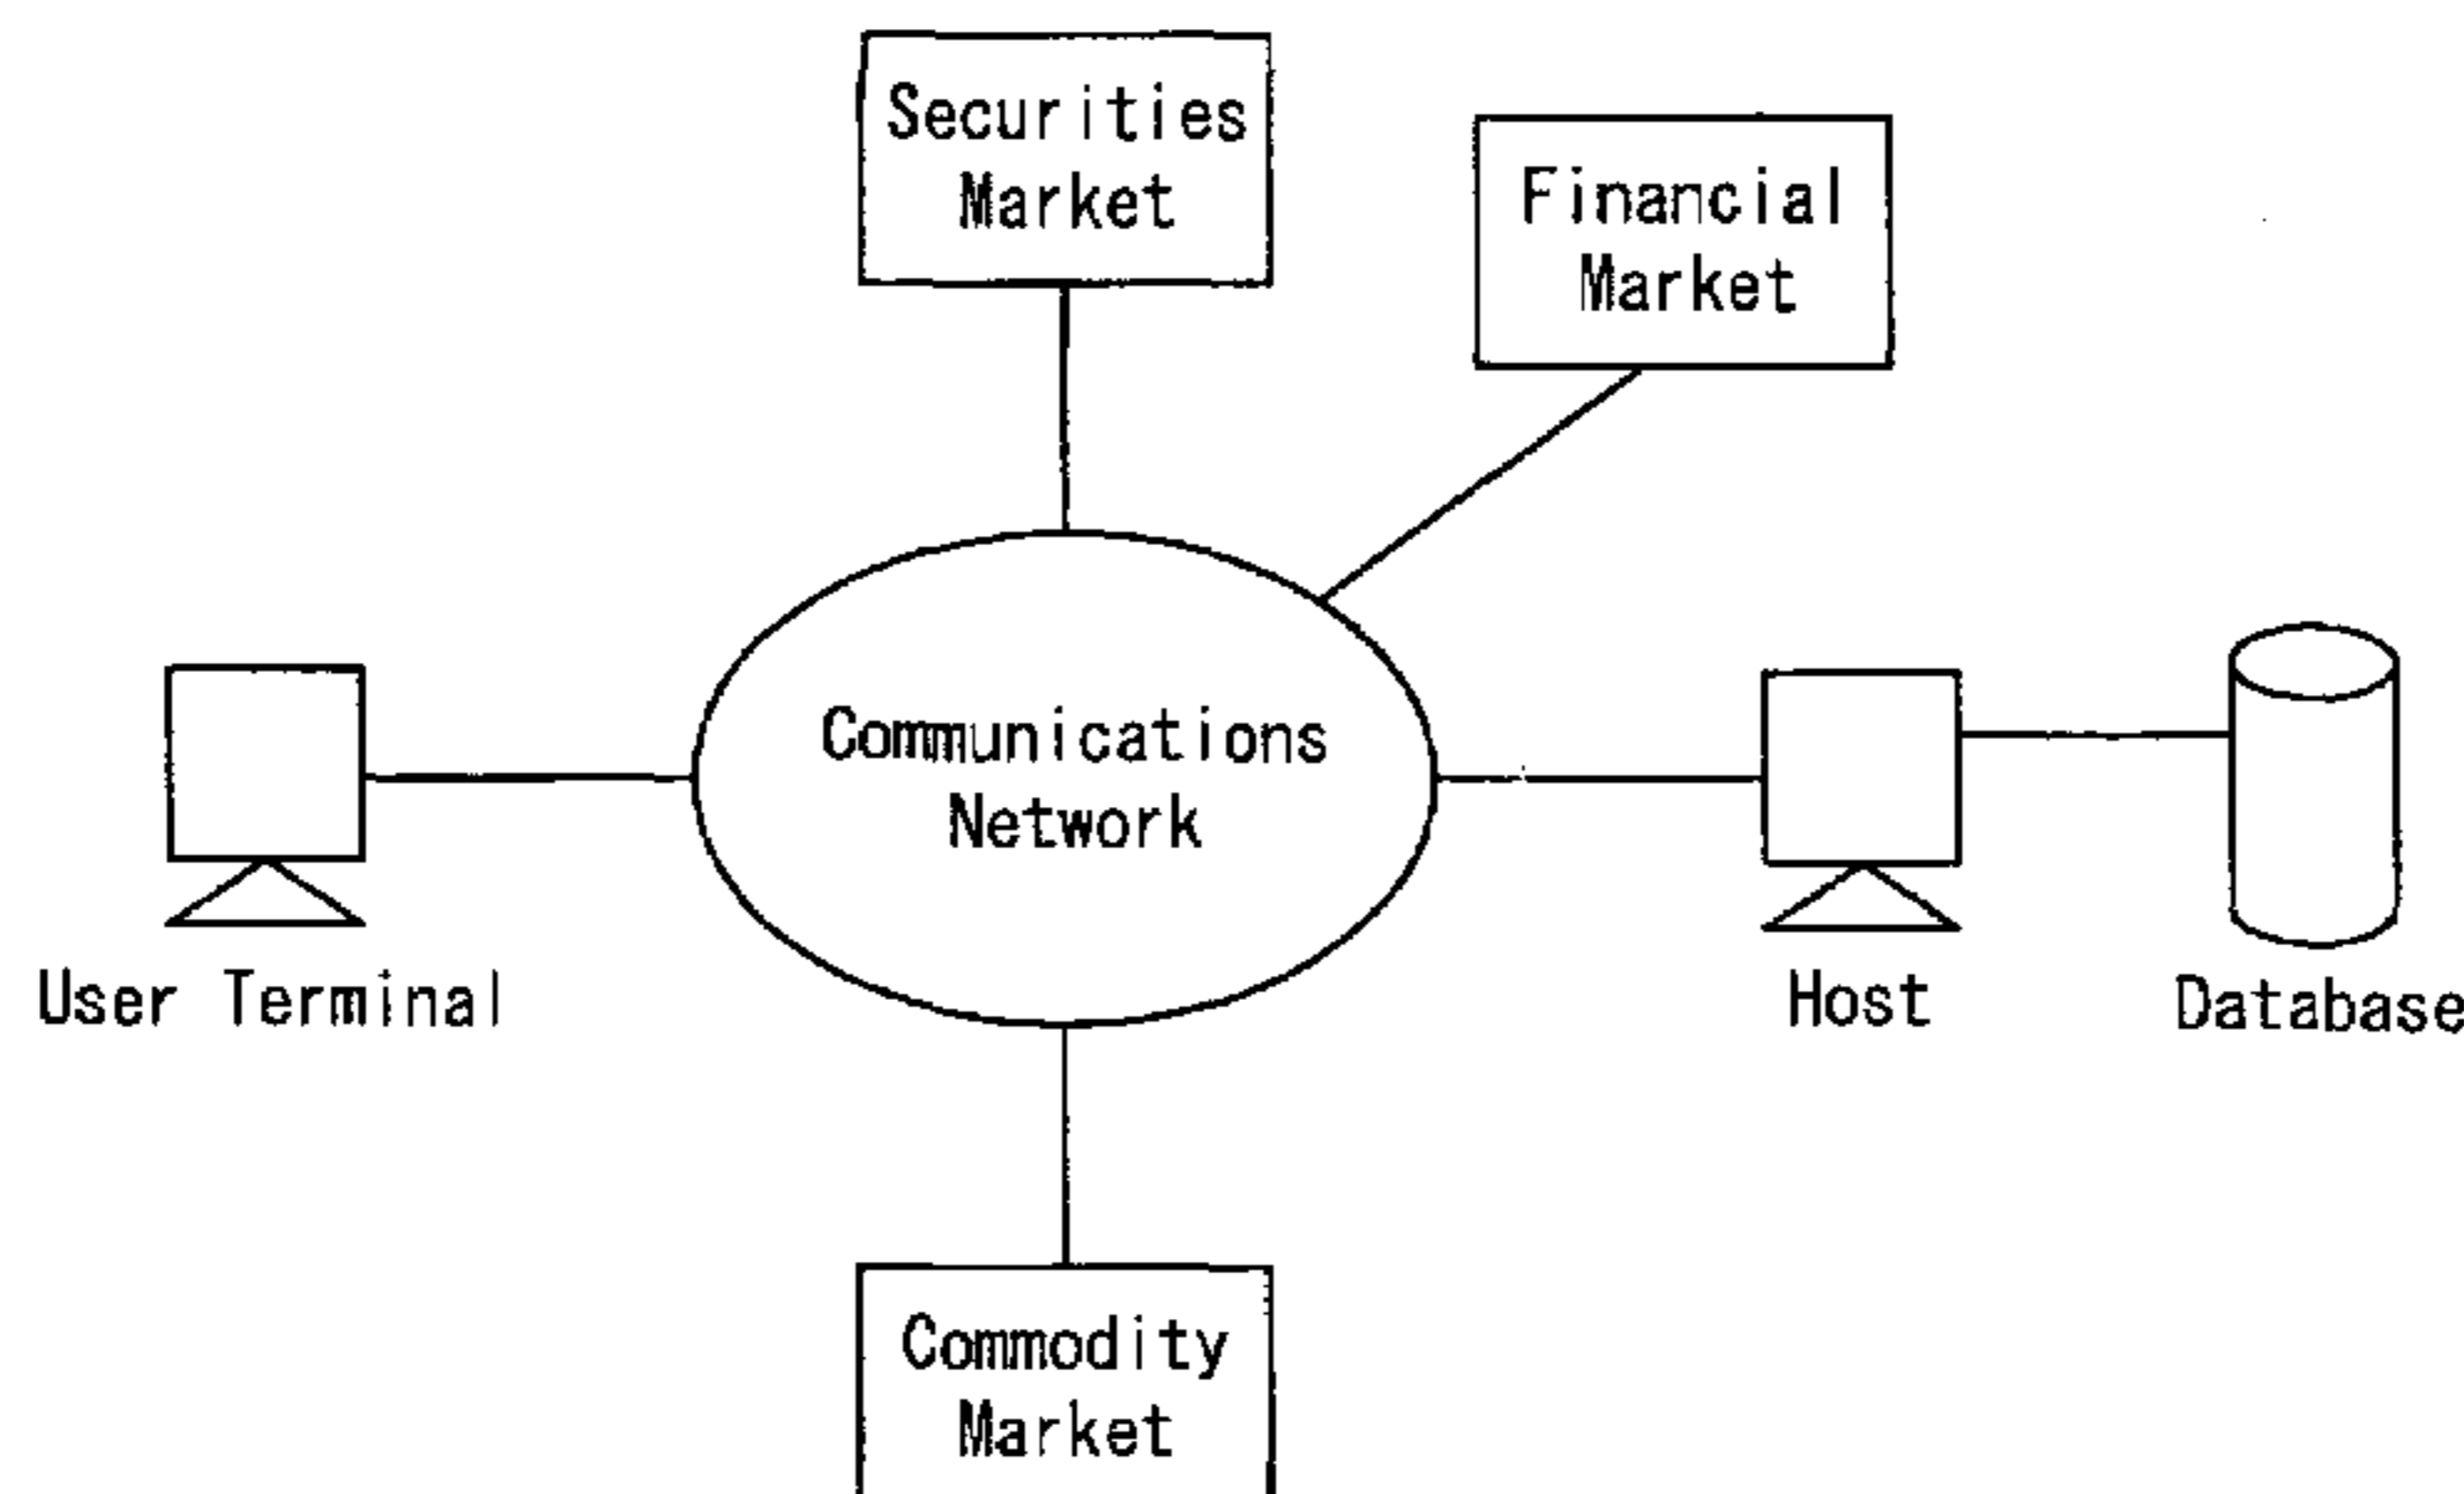 Securities
Market
Financial
Market
Communications
Network
User Terminal
Host
Database
Commodity
Market